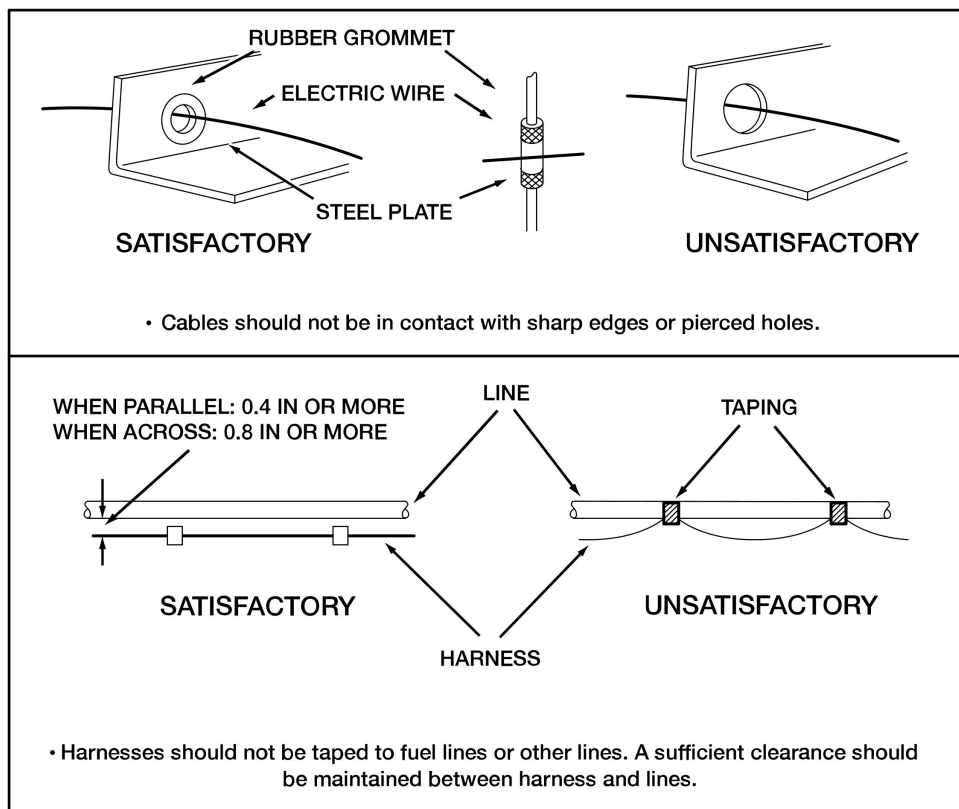 RUBBER GROMMET
ELECTRIC WIRE
STEEL PLATE
SATISFACTORY
UNSATISFACTORY
• Cables should not be in contact with sharp edges or pierced holes.
WHEN PARALLEL: 0.4 IN OR MORE
WHEN ACROSS: 0.8 IN OR MORE
LINE
TAPING
SATISFACTORY
UNSATISFACTORY
HARNESS
• Harnesses should not be taped to fuel lines or other lines. A sufficient clearance should
be maintained between harness and lines.